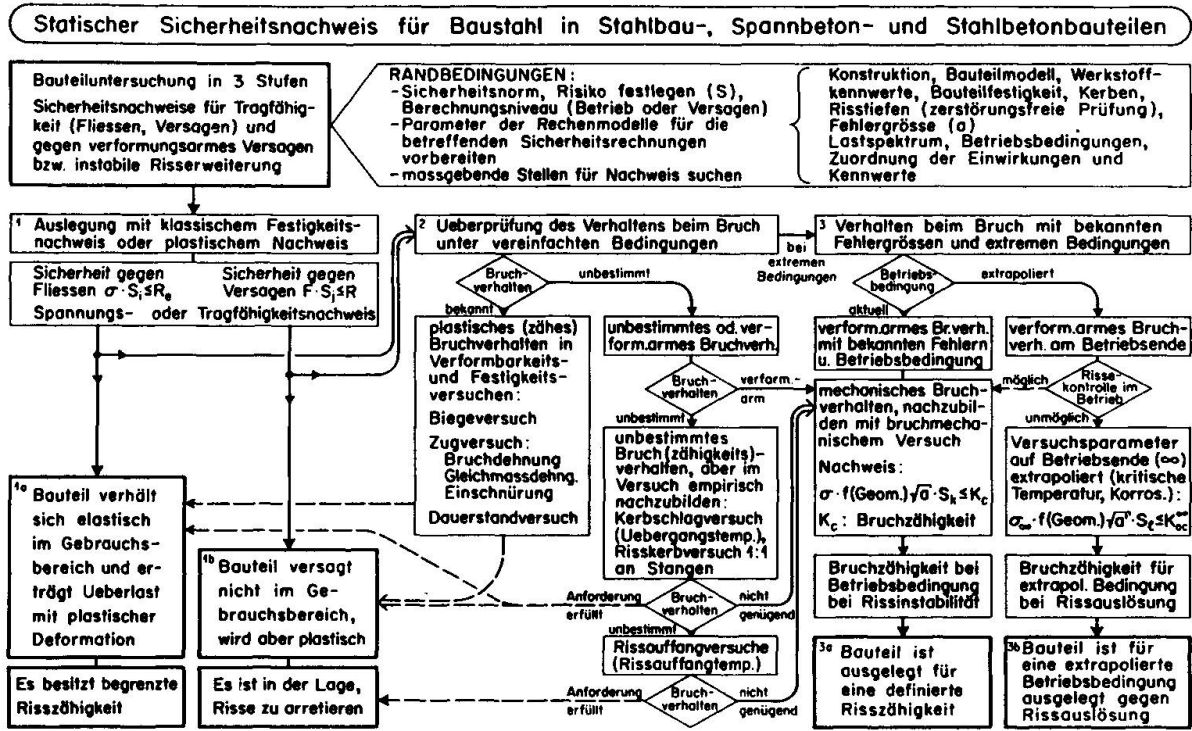 Statischer Sicherheitsnachweis für Baustahl in Stahlbau-, Spannbeton- und Stahlbetonbauteilen
Bauteiluntersuchung in 3 Stufen
Sicherheitsnachweise für Tragfähig-
keit (Fliessen, Versagen) und
gegen verformungsarmes Versagen
bzw. instabile Risserweiterung
RANDBEDINGUNGEN:
-Sicherheitsnorm, Risiko festlegen (S),
Berechnungsniveau (Betrieb oder Versagen)
-Parameter der Rechenmodelle für die
betreffenden Sicherheitsrechnungen
vorbereiten
-massgebende Stellen für Nachweis suchen
Konstruktion, Bauteilmodell, Werkstoff-
kennwerte, Bauteilfestigkeit, Kerben,
Risstiefen (zerstörungsfreie Prüfung),
Fehlergrösse (a)
Lastspektrum, Betriebsbedingungen,
Zuordnung der Einwirkungen und
Kennwerte
1 Auslegung mit klassischem Festigkeits-
nachweis oder plastischem Nachweis
Sicherheit gegen
Fliessen σ·Sᵢ≤Rₑ
Sicherheit gegen
Versagen F·Sⱼ≤R
Spannungs- oder Tragfähigkeitsnachweis
2 Ueberprüfung des Verhaltens beim Bruch
unter vereinfachten Bedingungen
bei
extremen
Bedingungen
3 Verhalten beim Bruch mit bekannten
Fehlergrössen und extremen Bedingungen
Bruch-
verhalten
unbestimmt
bekannt
plastisches (zähes)
Bruchverhalten in
Verformbarkeits-
und Festigkeits-
versuchen:
Biegeversuch
Zugversuch:
Bruchdehnung
Gleichmassdehng.
Einschnürung
Dauerstandversuch
unbestimmtes od. ver-
form.armes Bruchverh.
Bruch-
verhalten
verform.-
arm
unbestimmt
unbestimmtes
Bruch(zähigkeits)-
verhalten, aber im
Versuch empirisch
nachzubilden:
Kerbschlagversuch
(Uebergangstemp.),
Risskerbversuch 1:1
an Stangen
Anforderung
erfüllt
Bruch-
verhalten
nicht
genügend
unbestimmt
Rissauffangversuche
(Rissauffangtemp.)
Anforderung
erfüllt
Bruch-
verhalten
nicht
genügend
Betriebs-
bedingung
extrapoliert
aktuell
verform.armes Br.verh.
mit bekannten Fehlern
u. Betriebsbedingung
mechanisches Bruch-
verhalten, nachzubil-
den mit bruchmecha-
nischem Versuch
Nachweis:
σ·f(Geom.)√a·Sₖ≤K_c
K_c: Bruchzähigkeit
Bruchzähigkeit bei
Betriebsbedingung
bei Rissinstabilität
3a Bauteil ist
ausgelegt für
eine definierte
Risszähigkeit
verform.armes Bruch-
verh. am Betriebsende
möglich
Risse-
kontrolle im
Betrieb
unmöglich
Versuchsparameter
auf Betriebsende (∞)
extrapoliert (kritische
Temperatur, Korros.):
Bruchzähigkeit für
extrapol. Bedingung
bei Rissauslösung
3b Bauteil ist für
eine extrapolierte
Betriebsbedingung
ausgelegt gegen
Rissauslösung
1a Bauteil verhält
sich elastisch
im Gebrauchs-
bereich und er-
trägt Ueberlast
mit plastischer
Deformation
Es besitzt begrenzte
Risszähigkeit
1b Bauteil versagt
nicht im Ge-
brauchsbereich,
wird aber plastisch
Es ist in der Lage,
Risse zu arretieren